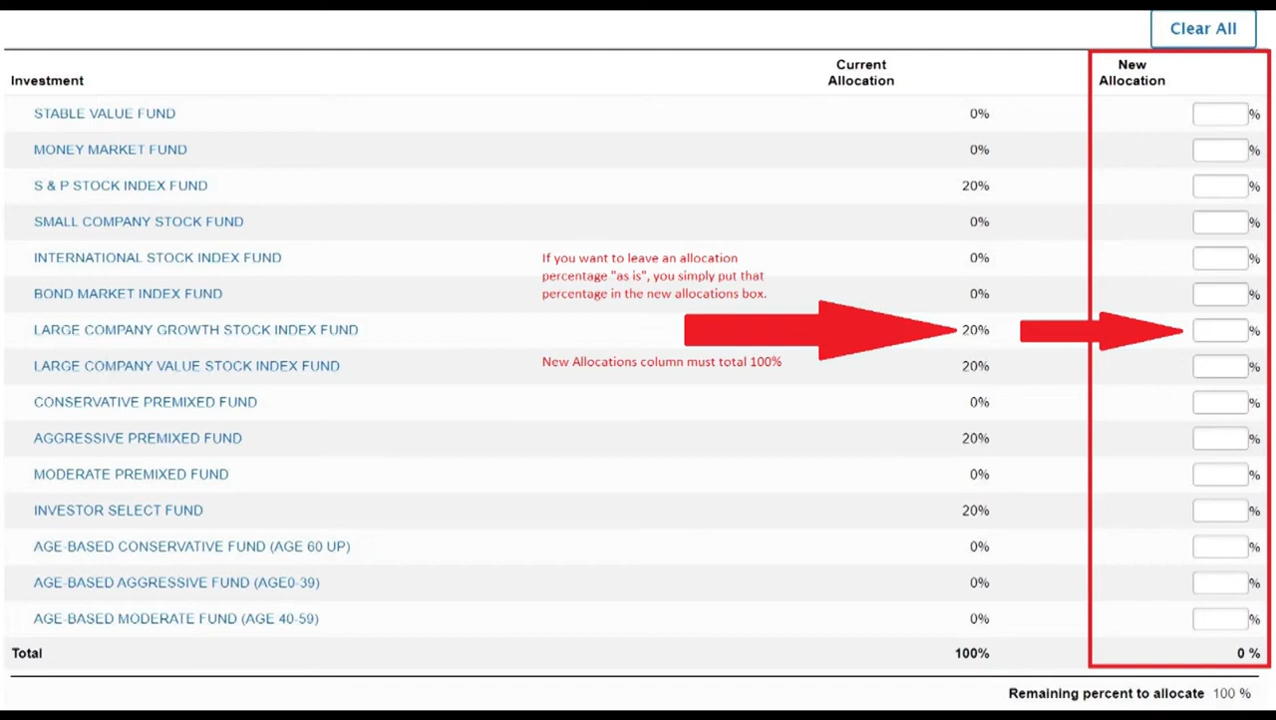 Clear All
Investment Current Allocation New Allocation
STABLE VALUE FUND 0% %
MONEY MARKET FUND 0% %
S & P STOCK INDEX FUND 20% %
SMALL COMPANY STOCK FUND 0% %
INTERNATIONAL STOCK INDEX FUND 0% %
BOND MARKET INDEX FUND 0% %
If you want to leave an allocation
percentage "as is", you simply put that
percentage in the new allocations box.
LARGE COMPANY GROWTH STOCK INDEX FUND 20% %
New Allocations column must total 100%
LARGE COMPANY VALUE STOCK INDEX FUND 20% %
CONSERVATIVE PREMIXED FUND 0% %
AGGRESSIVE PREMIXED FUND 20% %
MODERATE PREMIXED FUND 0% %
INVESTOR SELECT FUND 20% %
AGE-BASED CONSERVATIVE FUND (AGE 60 UP) 0% %
AGE-BASED AGGRESSIVE FUND (AGE0-39) 0% %
AGE-BASED MODERATE FUND (AGE 40-59) 0% %
Total 100% 0 %
Remaining percent to allocate 100 %